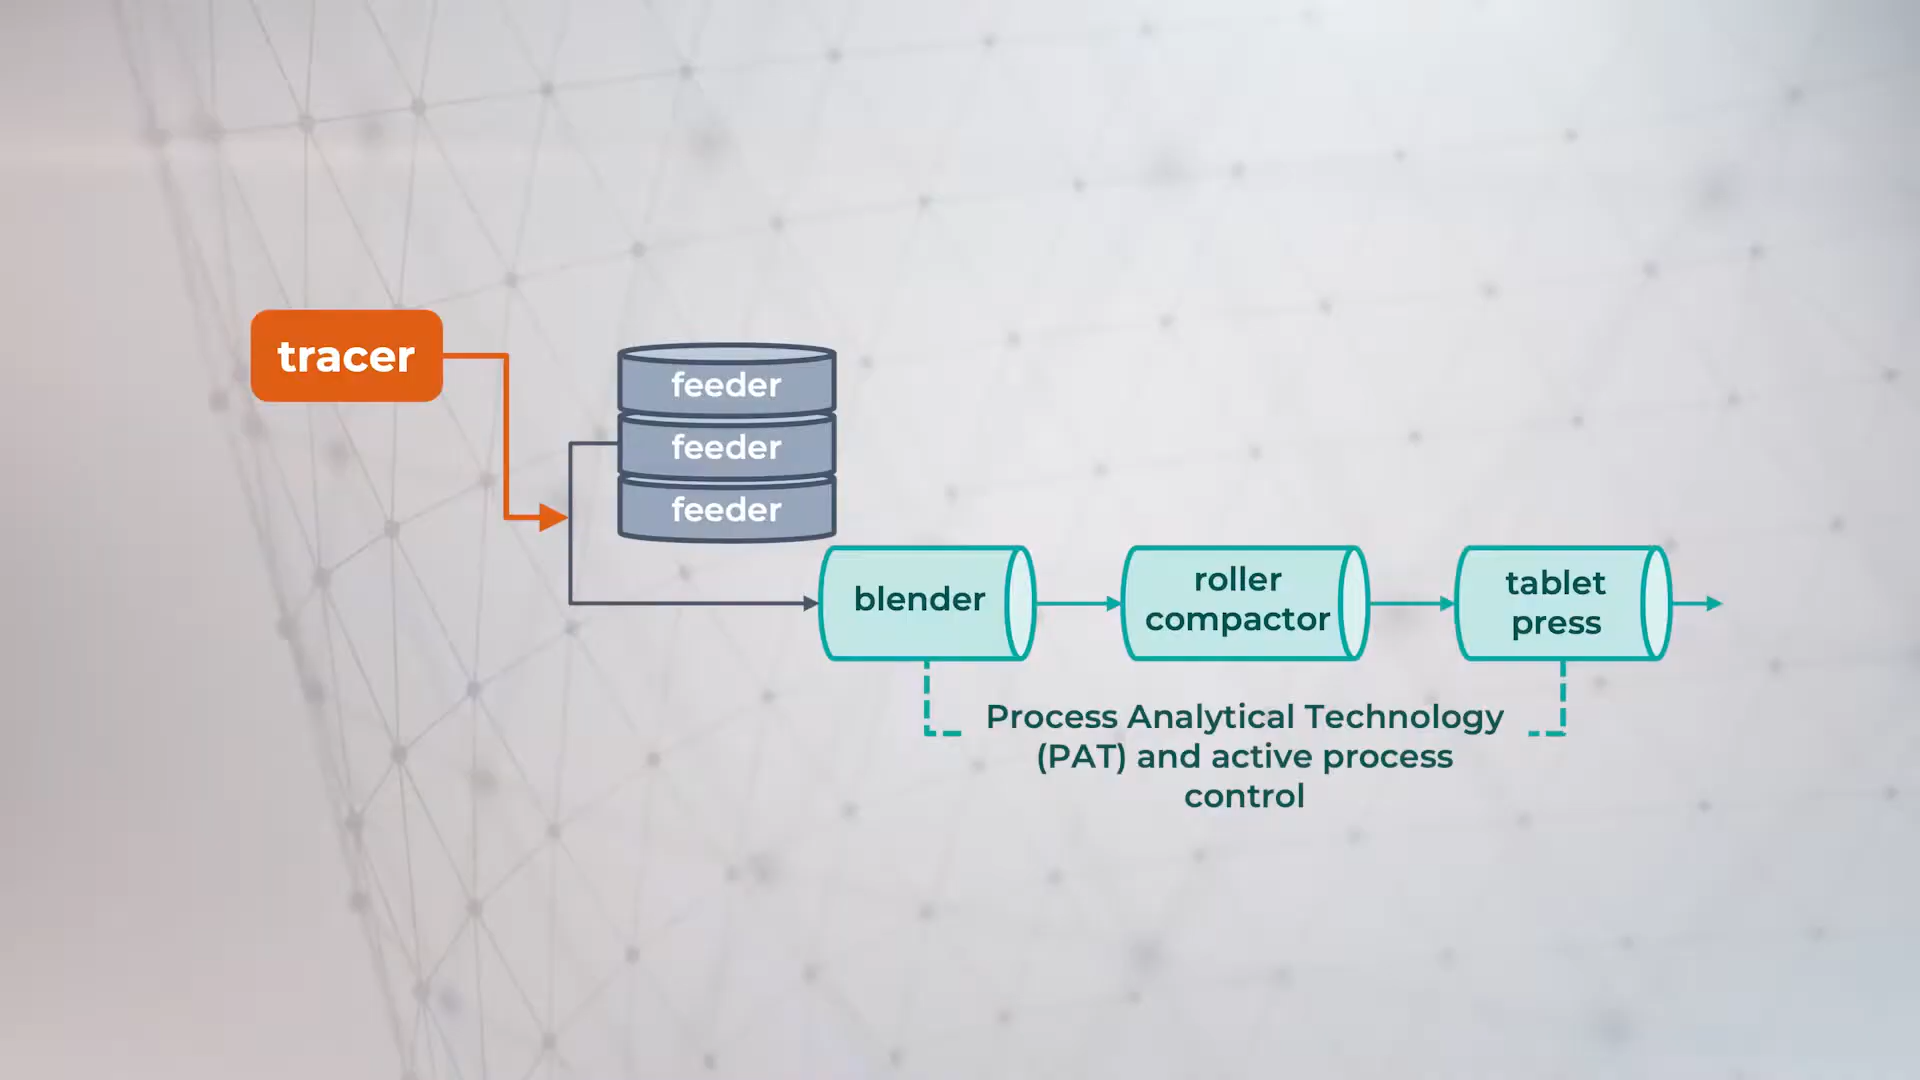 tracer
feeder
feeder
feeder
blender
roller
compactor
tablet
press
Process Analytical Technology
(PAT) and active process
control